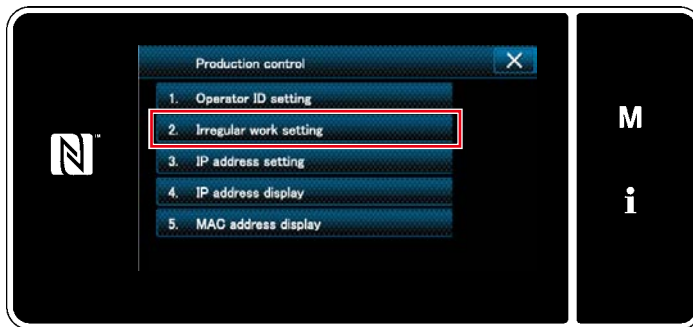 Production control
1. Operator ID setting
2. Irregular work setting
3. IP address setting
4. IP address display
5. MAC address display
N
M
i